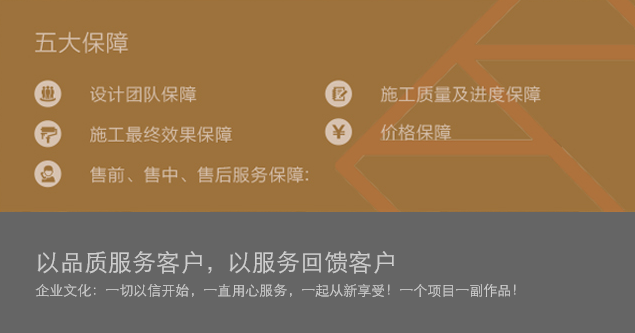 五大保障
设计团队保障
施工质量及进度保障
施工最终效果保障
价格保障
售前、售中、售后服务保障:
以品质服务客户，以服务回馈客户
企业文化：一切以信开始，一直用心服务，一起从新享受！一个项目一副作品！